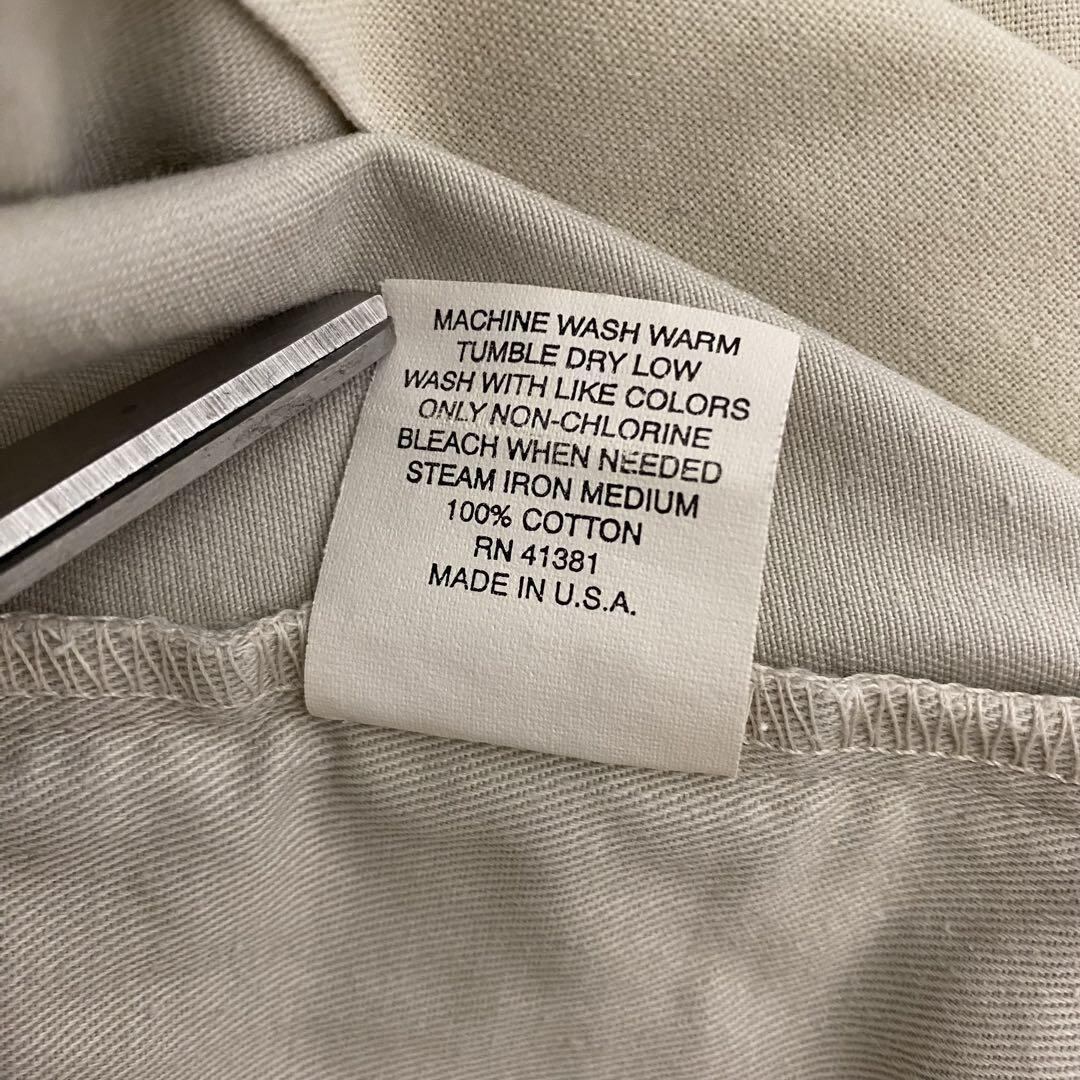 MACHINE WASH WARM
TUMBLE DRY LOW
WASH WITH LIKE COLORS
ONLY NON-CHLORINE
BLEACH WHEN NEEDED
STEAM IRON MEDIUM
100% COTTON
RN 41381
MADE IN U.S.A.